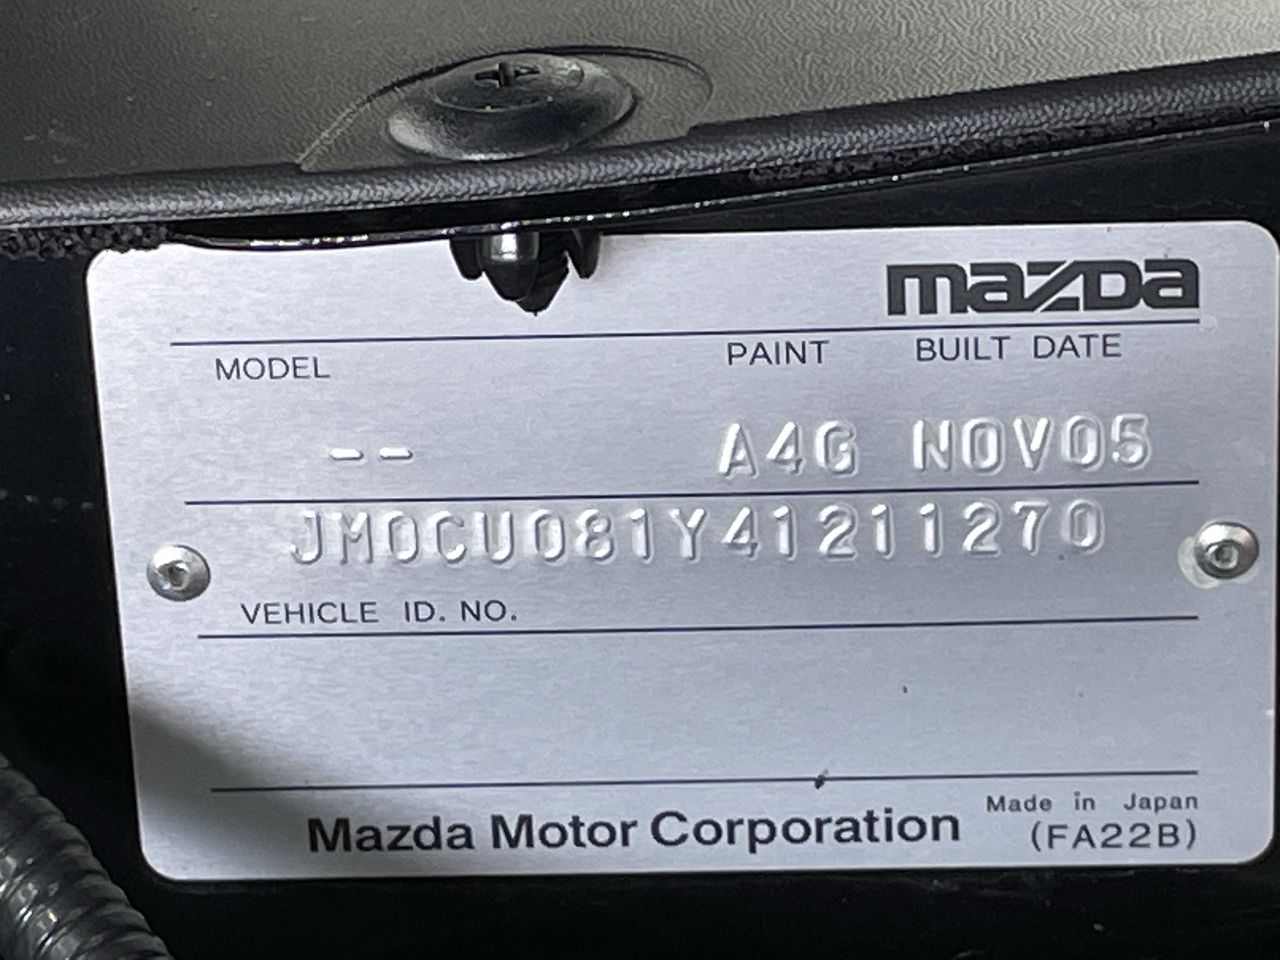 mazda
MODEL PAINT BUILT DATE
-- A4G NOV05
JM0CU081Y41211270
VEHICLE ID. NO.
Mazda Motor Corporation
Made in Japan
(FA22B)